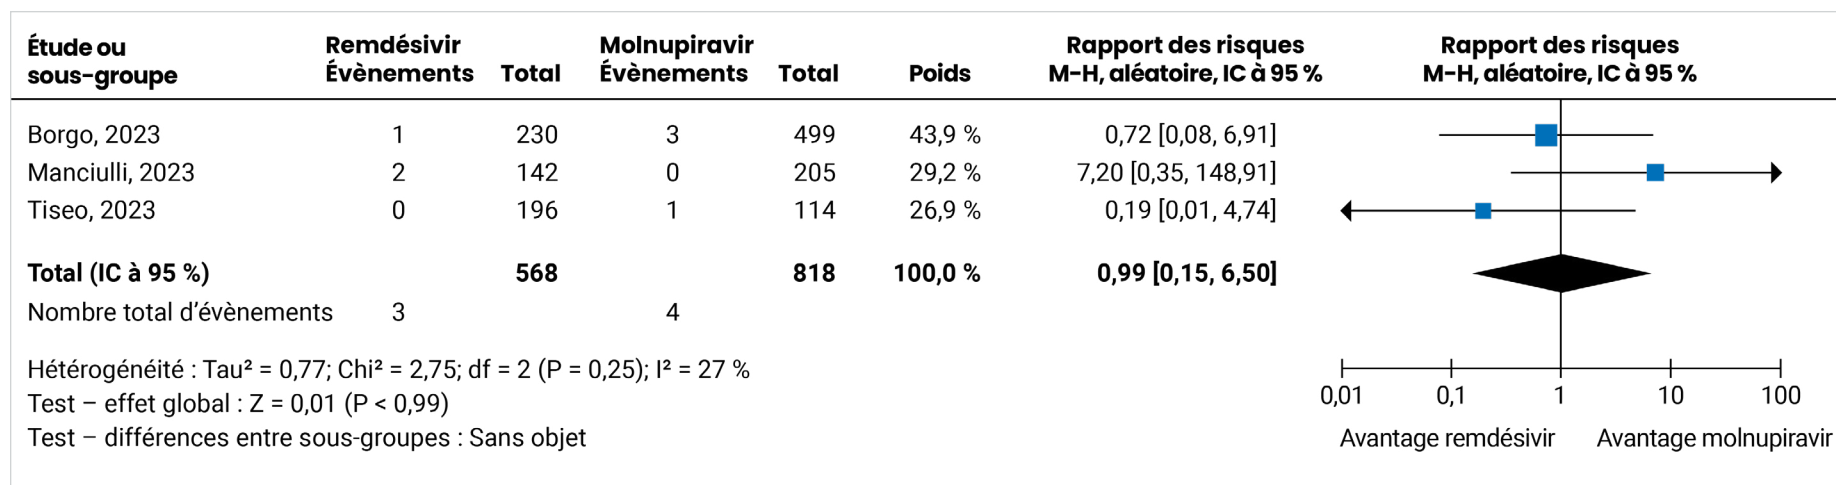 Étude ou sous-groupe Remdésivir Évènements Total Molnupiravir Évènements Total Poids Rapport des risques M-H, aléatoire, IC à 95 % Rapport des risques M-H, aléatoire, IC à 95 %
Borgo, 2023 1 230 3 499 43,9 % 0,72 [0,08, 6,91]
Manciulli, 2023 2 142 0 205 29,2 % 7,20 [0,35, 148,91]
Tiseo, 2023 0 196 1 114 26,9 % 0,19 [0,01, 4,74]
Total (IC à 95 %) 568 818 100,0 % 0,99 [0,15, 6,50]
Nombre total d’évènements 3 4
Hétérogénéité : Tau² = 0,77; Chi² = 2,75; df = 2 (P = 0,25); I² = 27 %
Test – effet global : Z = 0,01 (P < 0,99)
Test – différences entre sous-groupes : Sans objet
0,01 0,1 1 10 100
Avantage remdésivir Avantage molnupiravir